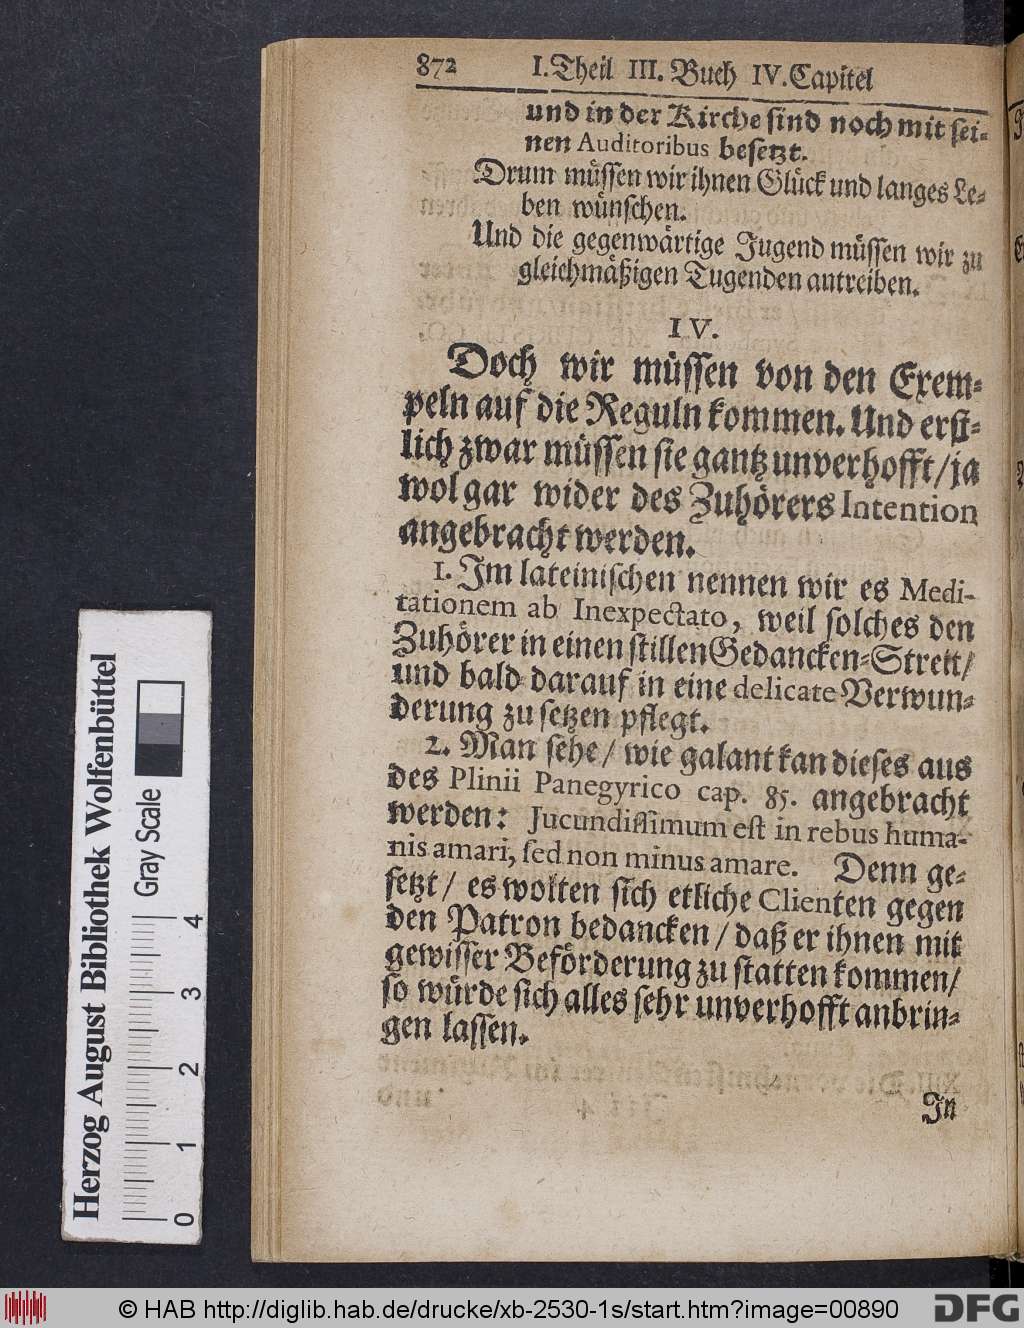 872 I. Theil III. Buch IV. Capitel
und in der Kirche sind noch mit sei-
nen Auditoribus besetzt.
Drum müssen wir ihnen Glück und langes Le-
ben wünschen.
Und die gegenwärtige Jugend müssen wir zu
gleichmäßigen Tugenden antreiben.
IV.
Doch wir müssen von den Exem-
peln auf die Reguln kommen. Und erst-
lich zwar müssen sie gantz unverhofft/ ja
wol gar wider des Zuhörers Intention
angebracht werden.
1. Im lateinischen nennen wir es Medi-
tationem ab Inexpectato, weil solches den
Zuhörer in einen stillen Gedancken-Streit/
und bald darauf in eine delicate Verwun-
derung zu setzen pflegt.
2. Man sehe/ wie galant kan dieses aus
des Plinii Panegyrico cap. 85. angebracht
werden: Jucundissimum est in rebus huma-
nis amari, sed non minus amare. Denn ge-
setzt/ es wolten sich etliche Clienten gegen
den Patron bedancken/ daß er ihnen mit
gewisser Beförderung zu statten kommen/
so würde sich alles sehr unverhofft anbrin-
gen lassen.
In
Herzog August Bibliothek Wolfenbüttel
Gray Scale
0 1 2 3 4
© HAB http://diglib.hab.de/drucke/xb-2530-1s/start.htm?image=00890
DFG